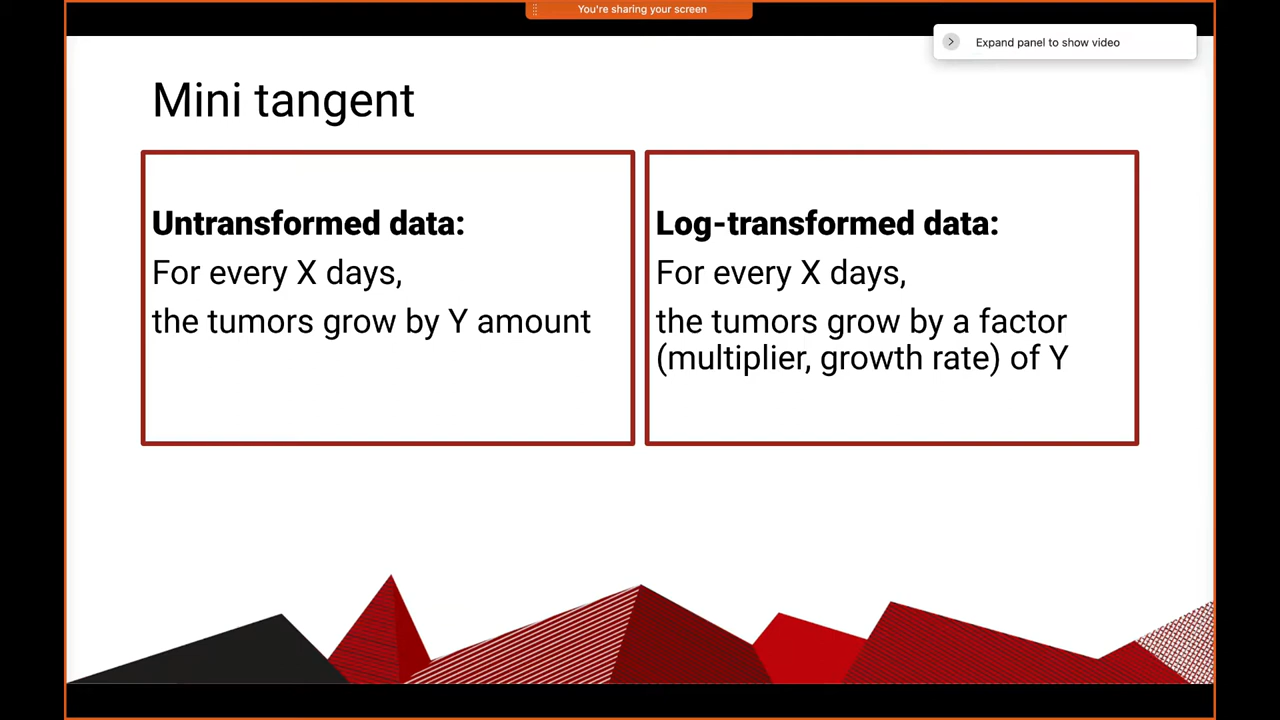 You're sharing your screen
Expand panel to show video
Mini tangent
Untransformed data:
For every X days,
the tumors grow by Y amount
Log-transformed data:
For every X days,
the tumors grow by a factor
(multiplier, growth rate) of Y